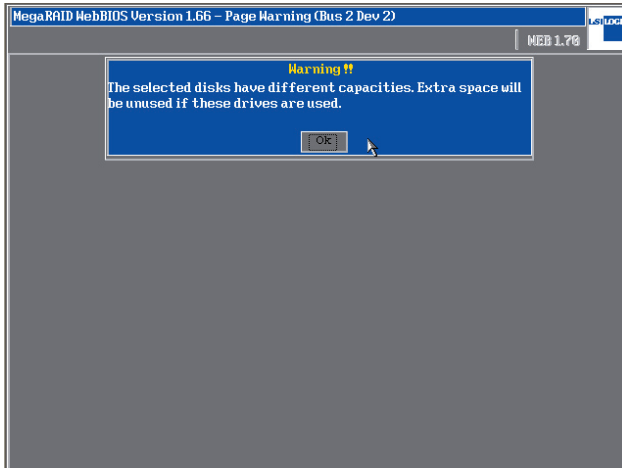 MegaRAID WebBIOS Version 1.66 - Page Warning (Bus 2 Dev 2)
WEB 1.70
Warning !!
The selected disks have different capacities. Extra space will
be unused if these drives are used.
Ok